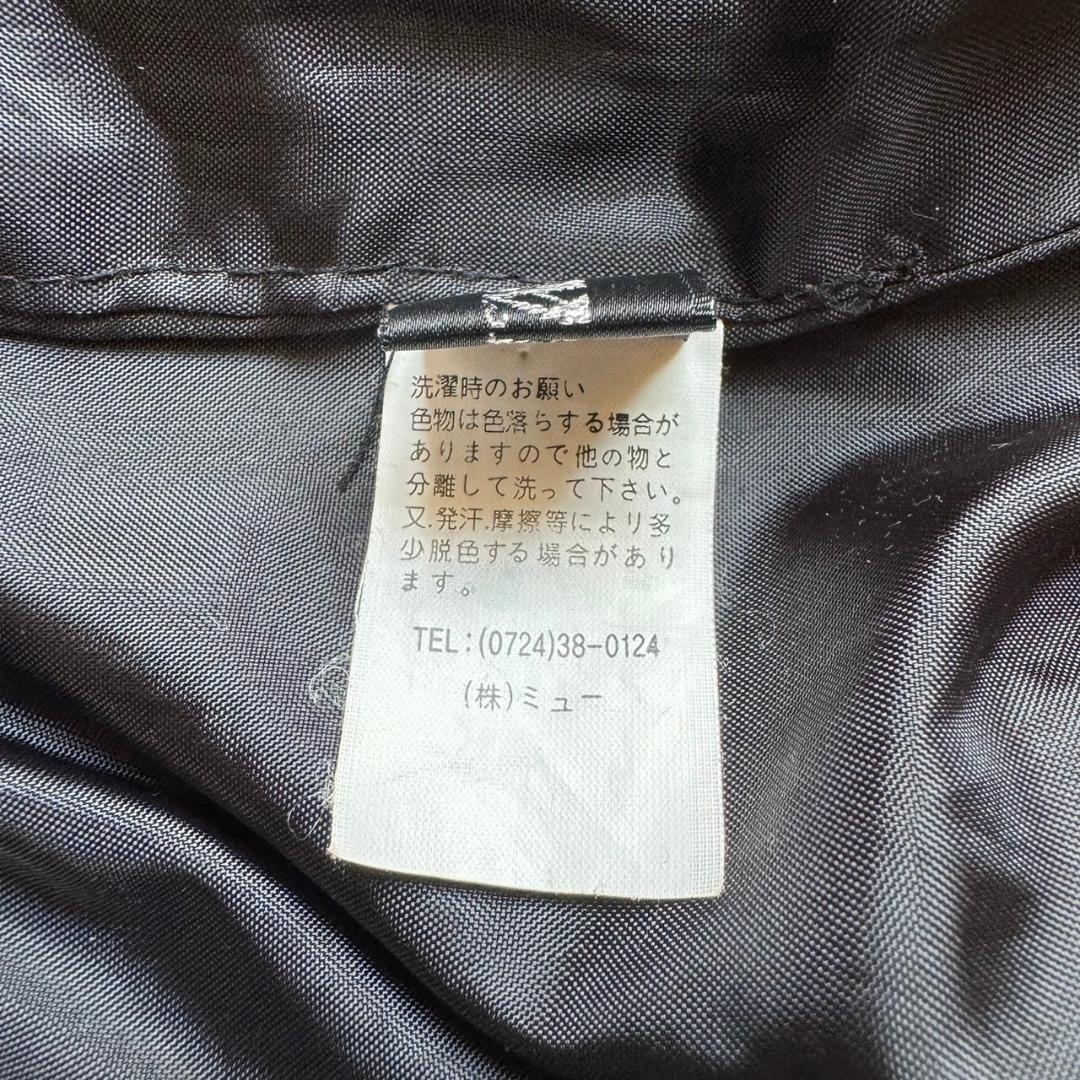 洗濯時のお願い
色物は色落らする場合が
ありますので他の物と
分離して洗って下さい。
又.発汗.摩擦等により多
少脱色する場合があり
ます。
TEL:(0724)38-0124
(株)ミュー